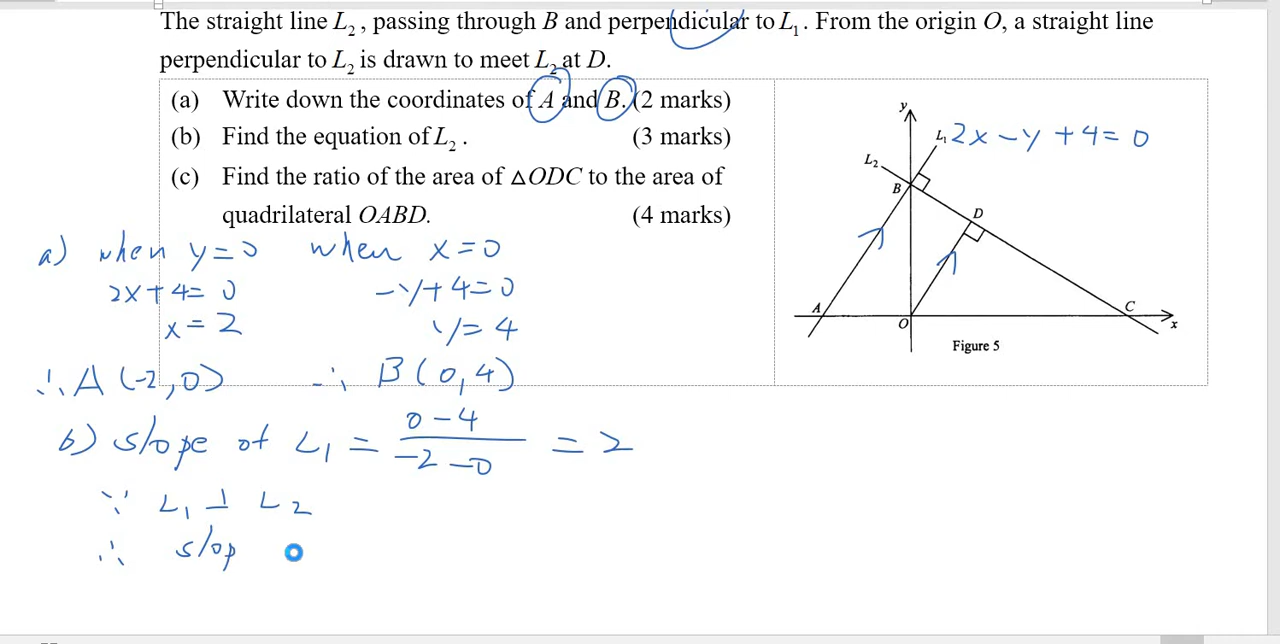 The straight line L₂, passing through B and perpendicular to L₁. From the origin O, a straight line
perpendicular to L₂ is drawn to meet L₂ at D.
(a) Write down the coordinates of A and B. (2 marks)
(b) Find the equation of L₂. (3 marks)
(c) Find the ratio of the area of △ODC to the area of
quadrilateral OABD. (4 marks)
y
L₁ 2x - y + 4 = 0
L₂
B
D
A
O
C
x
Figure 5
a) when y = 0 when x = 0
2x + 4 = 0 -y + 4 = 0
x = 2 y = 4
∴ A (-2, 0) ∴ B (0, 4)
b) slope of L₁ = (0 - 4)/(-2 - 0) = 2
∵ L₁ ⊥ L₂
∴ slop